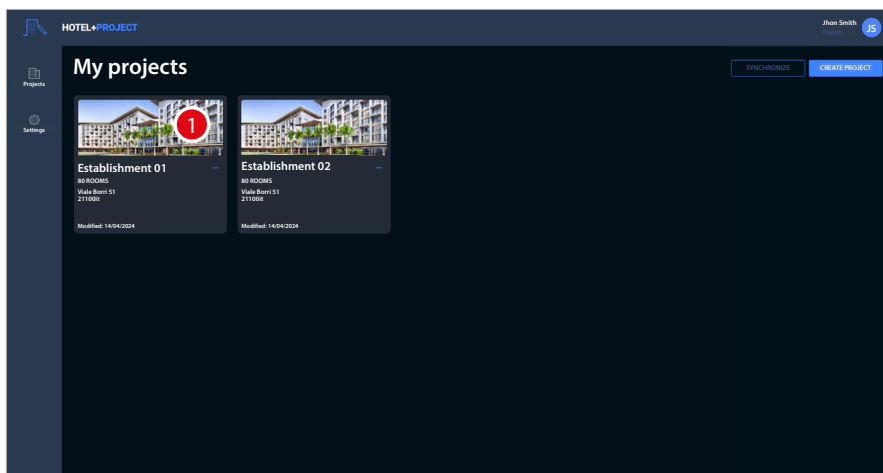 HOTEL+PROJECT
Jhon Smith
Logout
JS
Projects
Settings
My projects
SYNCHRONIZE
CREATE PROJECT
1
Establishment 01
80 ROOMS
Viale Borri 51
21100it
Modified: 14/04/2024
Establishment 02
80 ROOMS
Viale Borri 51
21100it
Modified: 14/04/2024